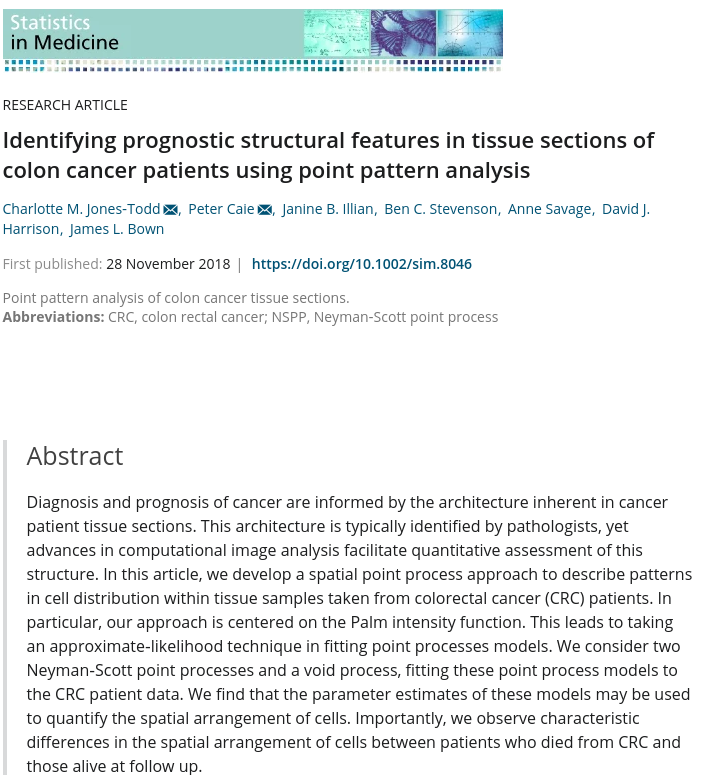 Statistics
in Medicine
RESEARCH ARTICLE
Identifying prognostic structural features in tissue sections of
colon cancer patients using point pattern analysis
Charlotte M. Jones-Todd, Peter Caie, Janine B. Illian, Ben C. Stevenson, Anne Savage, David J.
Harrison, James L. Bown
First published: 28 November 2018 | https://doi.org/10.1002/sim.8046
Point pattern analysis of colon cancer tissue sections.
Abbreviations: CRC, colon rectal cancer; NSPP, Neyman-Scott point process
Abstract
Diagnosis and prognosis of cancer are informed by the architecture inherent in cancer
patient tissue sections. This architecture is typically identified by pathologists, yet
advances in computational image analysis facilitate quantitative assessment of this
structure. In this article, we develop a spatial point process approach to describe patterns
in cell distribution within tissue samples taken from colorectal cancer (CRC) patients. In
particular, our approach is centered on the Palm intensity function. This leads to taking
an approximate-likelihood technique in fitting point processes models. We consider two
Neyman-Scott point processes and a void process, fitting these point process models to
the CRC patient data. We find that the parameter estimates of these models may be used
to quantify the spatial arrangement of cells. Importantly, we observe characteristic
differences in the spatial arrangement of cells between patients who died from CRC and
those alive at follow up.